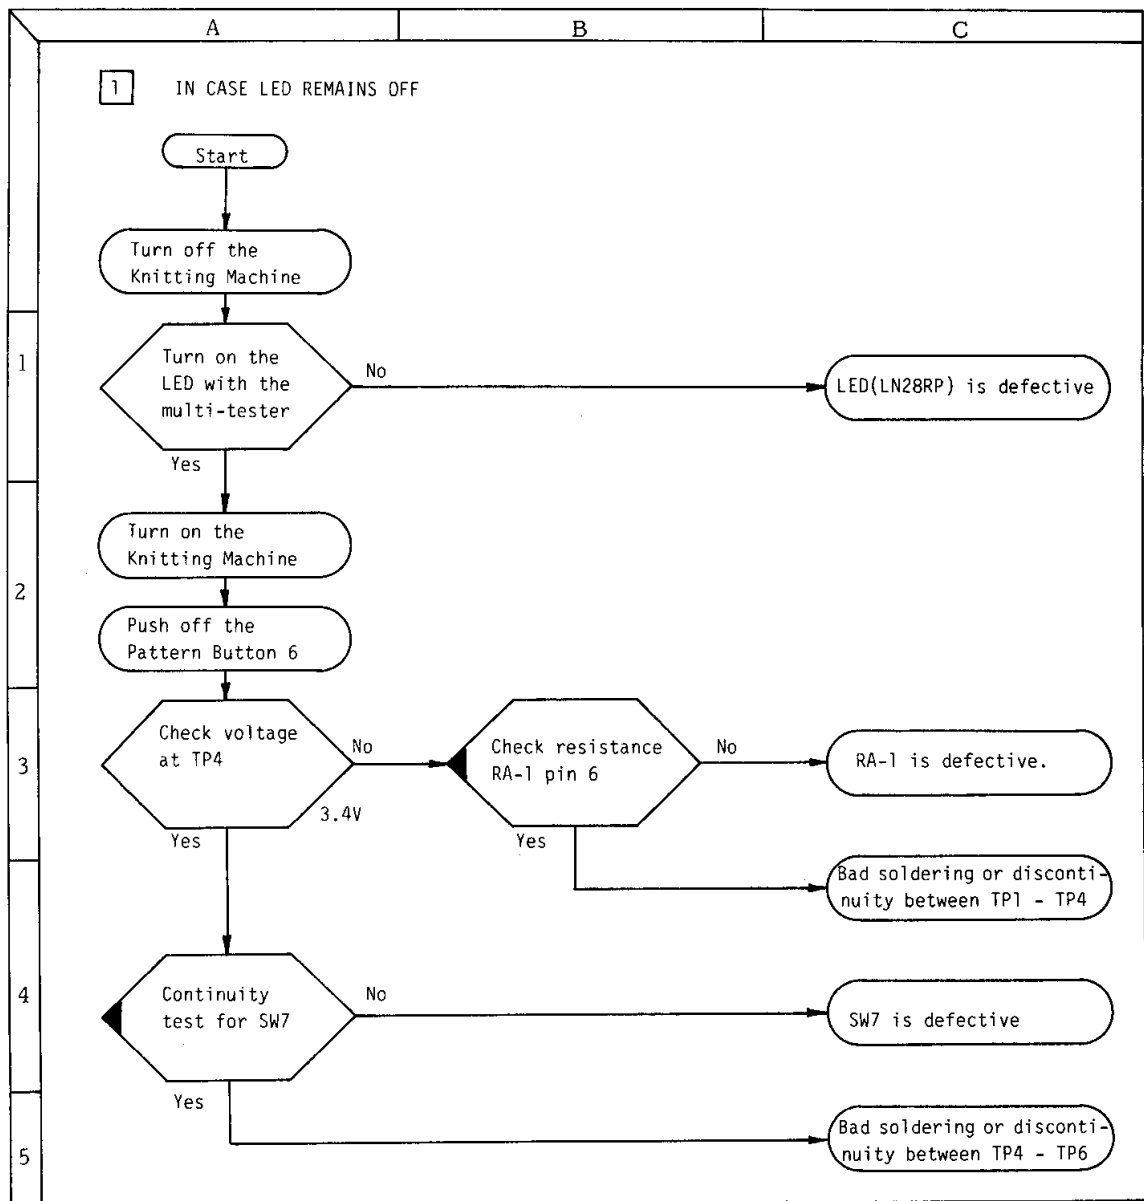 A
B
C
1 IN CASE LED REMAINS OFF
Start
Turn off the
Knitting Machine
1
Turn on the
LED with the
multi-tester
No
LED(LN28RP) is defective
Yes
Turn on the
Knitting Machine
2
Push off the
Pattern Button 6
3
Check voltage
at TP4
No
3.4V
Check resistance
RA-1 pin 6
No
RA-1 is defective.
Yes
Yes
Bad soldering or disconti-
nuity between TP1 - TP4
4
Continuity
test for SW7
No
SW7 is defective
Yes
5
Bad soldering or disconti-
nuity between TP4 - TP6